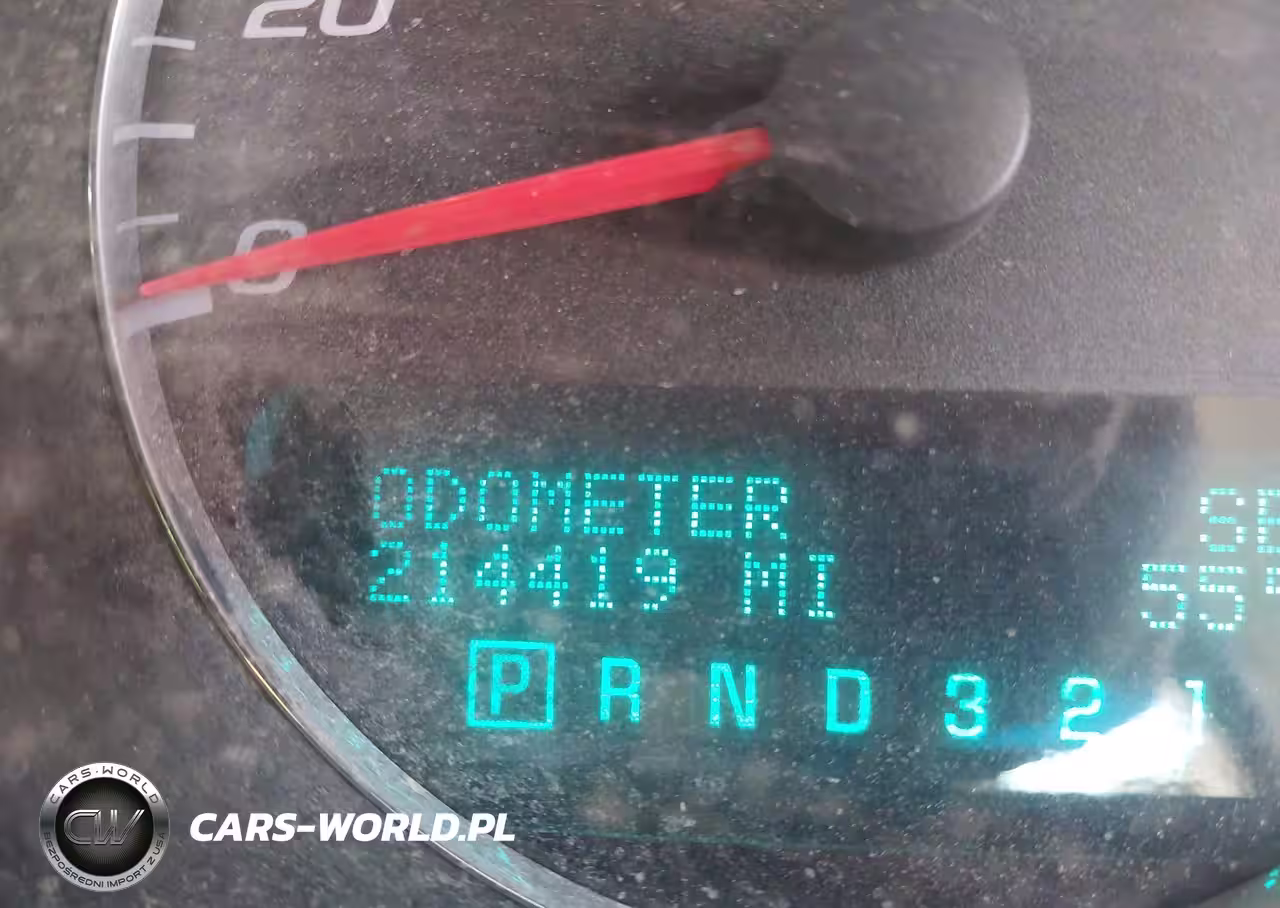 20
0
ODOMETER
214419 MI
P R N D 3 2 1
CARS-WORLD
CW
BEZPOŚREDNI IMPORT Z USA
CARS-WORLD.PL